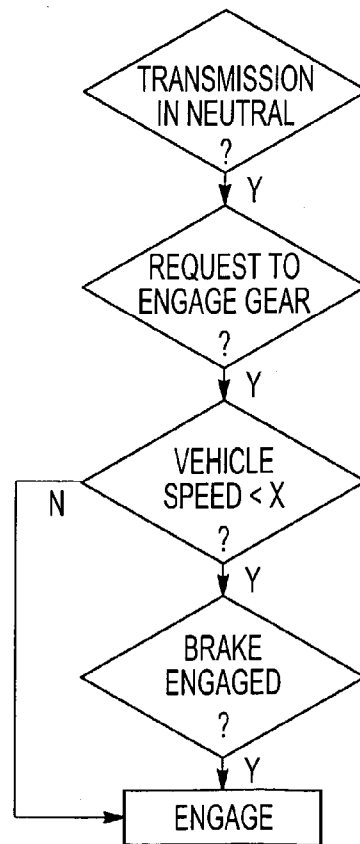 TRANSMISSION
IN NEUTRAL
?
Y
REQUEST TO
ENGAGE GEAR
?
Y
VEHICLE
SPEED < X
?
N
Y
BRAKE
ENGAGED
?
Y
ENGAGE